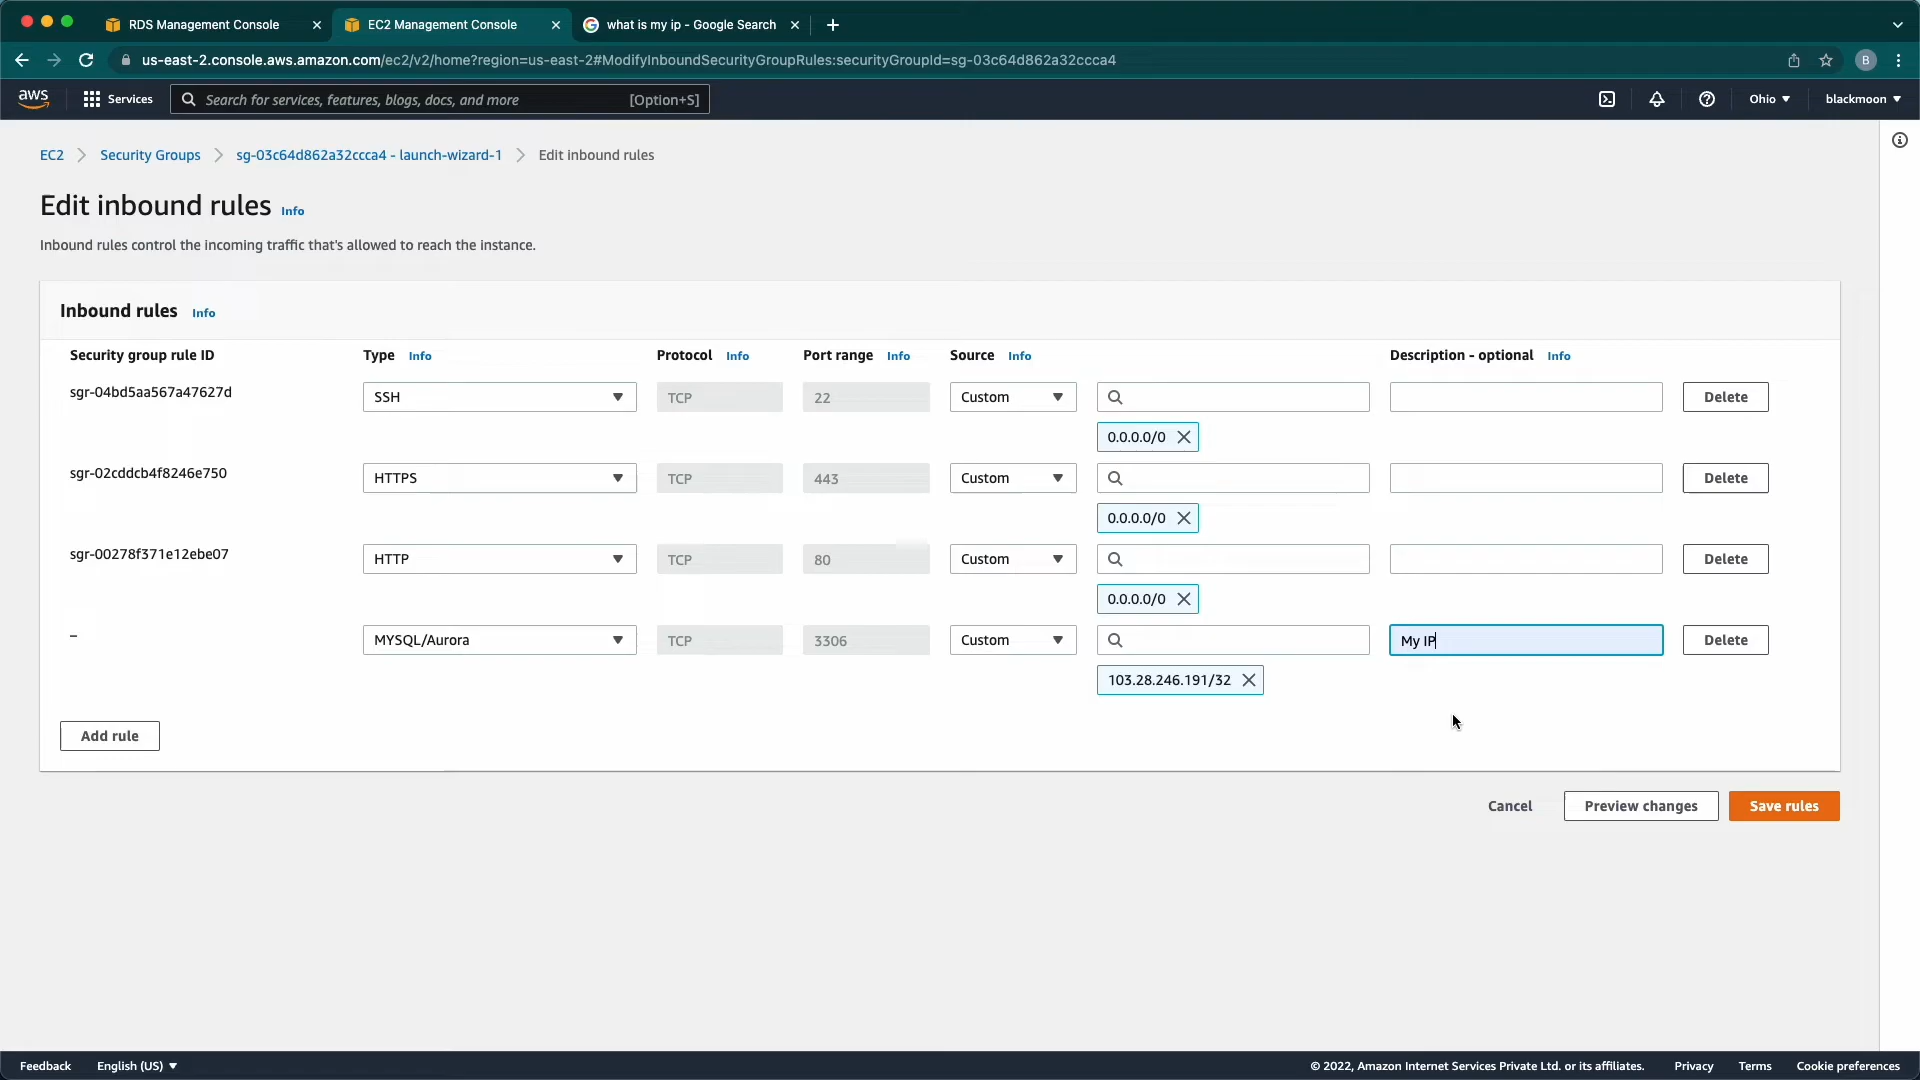 RDS Management Console
EC2 Management Console
what is my ip - Google Search
us-east-2.console.aws.amazon.com/ec2/v2/home?region=us-east-2#ModifyInboundSecurityGroupRules:securityGroupId=sg-03c64d862a32ccca4
B
aws
Services
Search for services, features, blogs, docs, and more
[Option+S]
Ohio
blackmoon
EC2
Security Groups
sg-03c64d862a32ccca4 - launch-wizard-1
Edit inbound rules
Edit inbound rules Info
Inbound rules control the incoming traffic that's allowed to reach the instance.
Inbound rules Info
Security group rule ID Type Info Protocol Info Port range Info Source Info Description - optional Info
sgr-04bd5aa567a47627d SSH TCP 22 Custom Delete
0.0.0.0/0
sgr-02cddcb4f8246e750 HTTPS TCP 443 Custom Delete
0.0.0.0/0
sgr-00278f371e12ebe07 HTTP TCP 80 Custom Delete
0.0.0.0/0
– MYSQL/Aurora TCP 3306 Custom My IP Delete
103.28.246.191/32
Add rule
Cancel Preview changes Save rules
Feedback English (US) © 2022, Amazon Internet Services Private Ltd. or its affiliates. Privacy Terms Cookie preferences